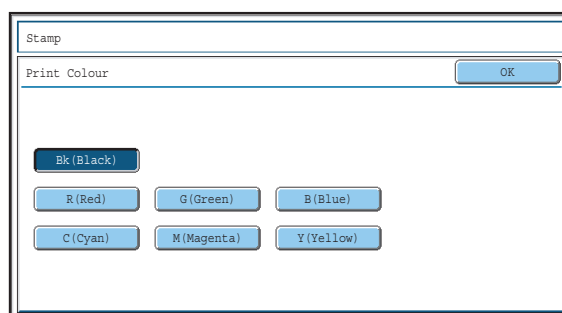 Stamp
Print Colour OK
Bk(Black)
R(Red) G(Green) B(Blue)
C(Cyan) M(Magenta) Y(Yellow)